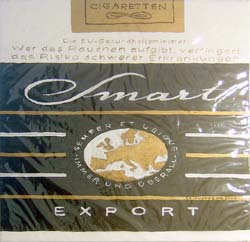 CIGARETTEN
Die EU-Gesundheitsminister:
Wer das Rauchen aufgibt, verringert
das Risiko schwerer Erkrankungen
Smart
SEMPER ET UBIQUE
IMMER UND ÜBERALL
EXPORT